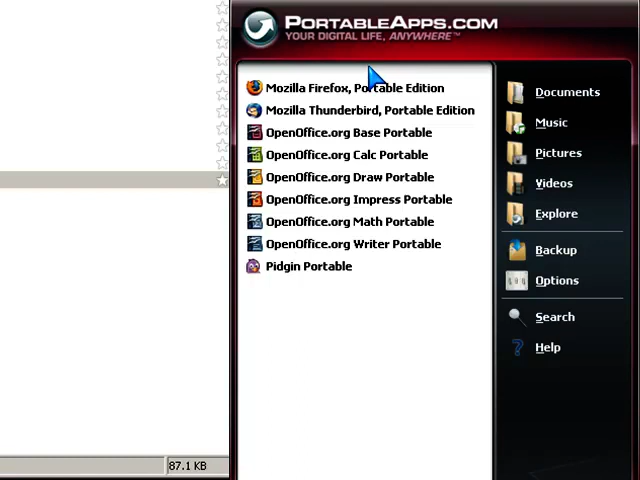 PORTABLEAPPS.COM
YOUR DIGITAL LIFE, ANYWHERE™
Mozilla Firefox, Portable Edition
Mozilla Thunderbird, Portable Edition
OpenOffice.org Base Portable
OpenOffice.org Calc Portable
OpenOffice.org Draw Portable
OpenOffice.org Impress Portable
OpenOffice.org Math Portable
OpenOffice.org Writer Portable
Pidgin Portable
Documents
Music
Pictures
Videos
Explore
Backup
Options
Search
Help
87.1 KB